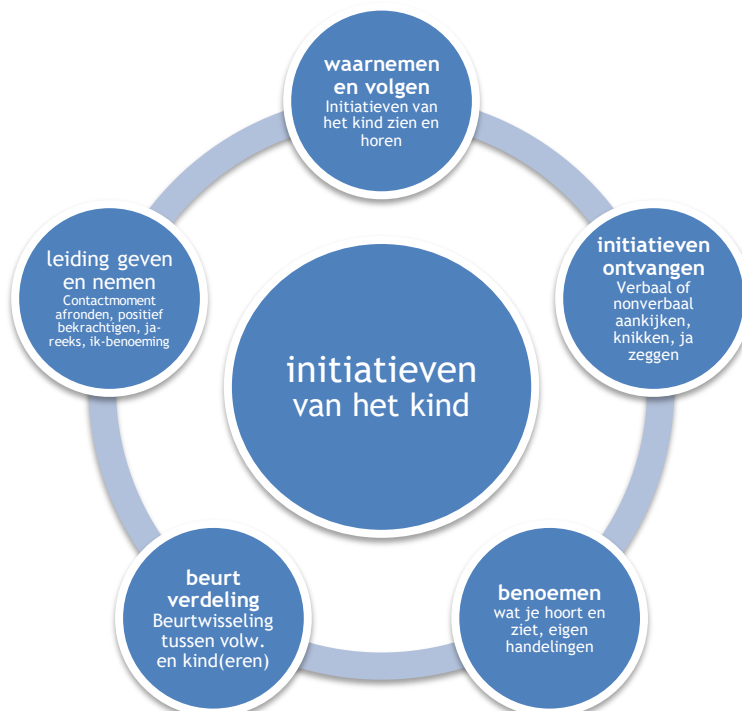 waarnemen
en volgen
Initiatieven van
het kind zien en
horen
initiatieven
ontvangen
Verbaal of
nonverbaal
aankijken,
knikken, ja
zeggen
benoemen
wat je hoort en
ziet, eigen
handelingen
beurt
verdeling
Beurtwisseling
tussen volw.
en kind(eren)
leiding geven
en nemen
Contactmoment
afronden, positief
bekrachtigen, ja-
reeks, ik-benoeming
initiatieven
van het kind